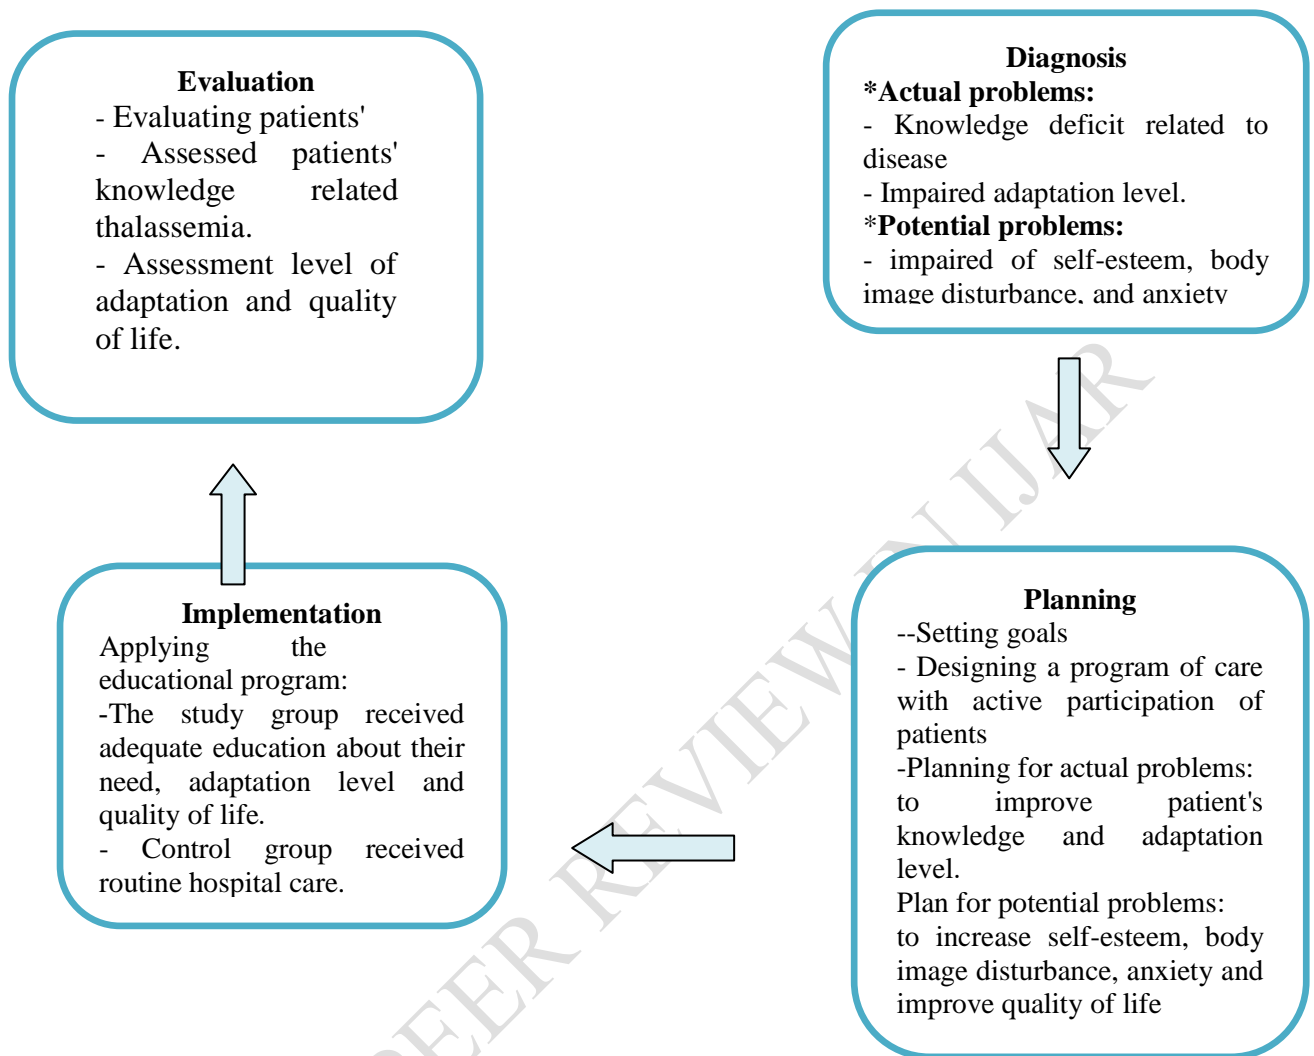 Evaluation
- Evaluating patients'
- Assessed patients'
knowledge related
thalassemia.
- Assessment level of
adaptation and quality
of life.
Diagnosis
*Actual problems:
- Knowledge deficit related to
disease
- Impaired adaptation level.
*Potential problems:
- impaired of self-esteem, body
image disturbance, and anxiety
Implementation
Applying the
educational program:
-The study group received
adequate education about their
need, adaptation level and
quality of life.
- Control group received
routine hospital care.
Planning
--Setting goals
- Designing a program of care
with active participation of
patients
-Planning for actual problems:
to improve patient's
knowledge and adaptation
level.
Plan for potential problems:
to increase self-esteem, body
image disturbance, anxiety and
improve quality of life
PEER REVIEW IN IJAR